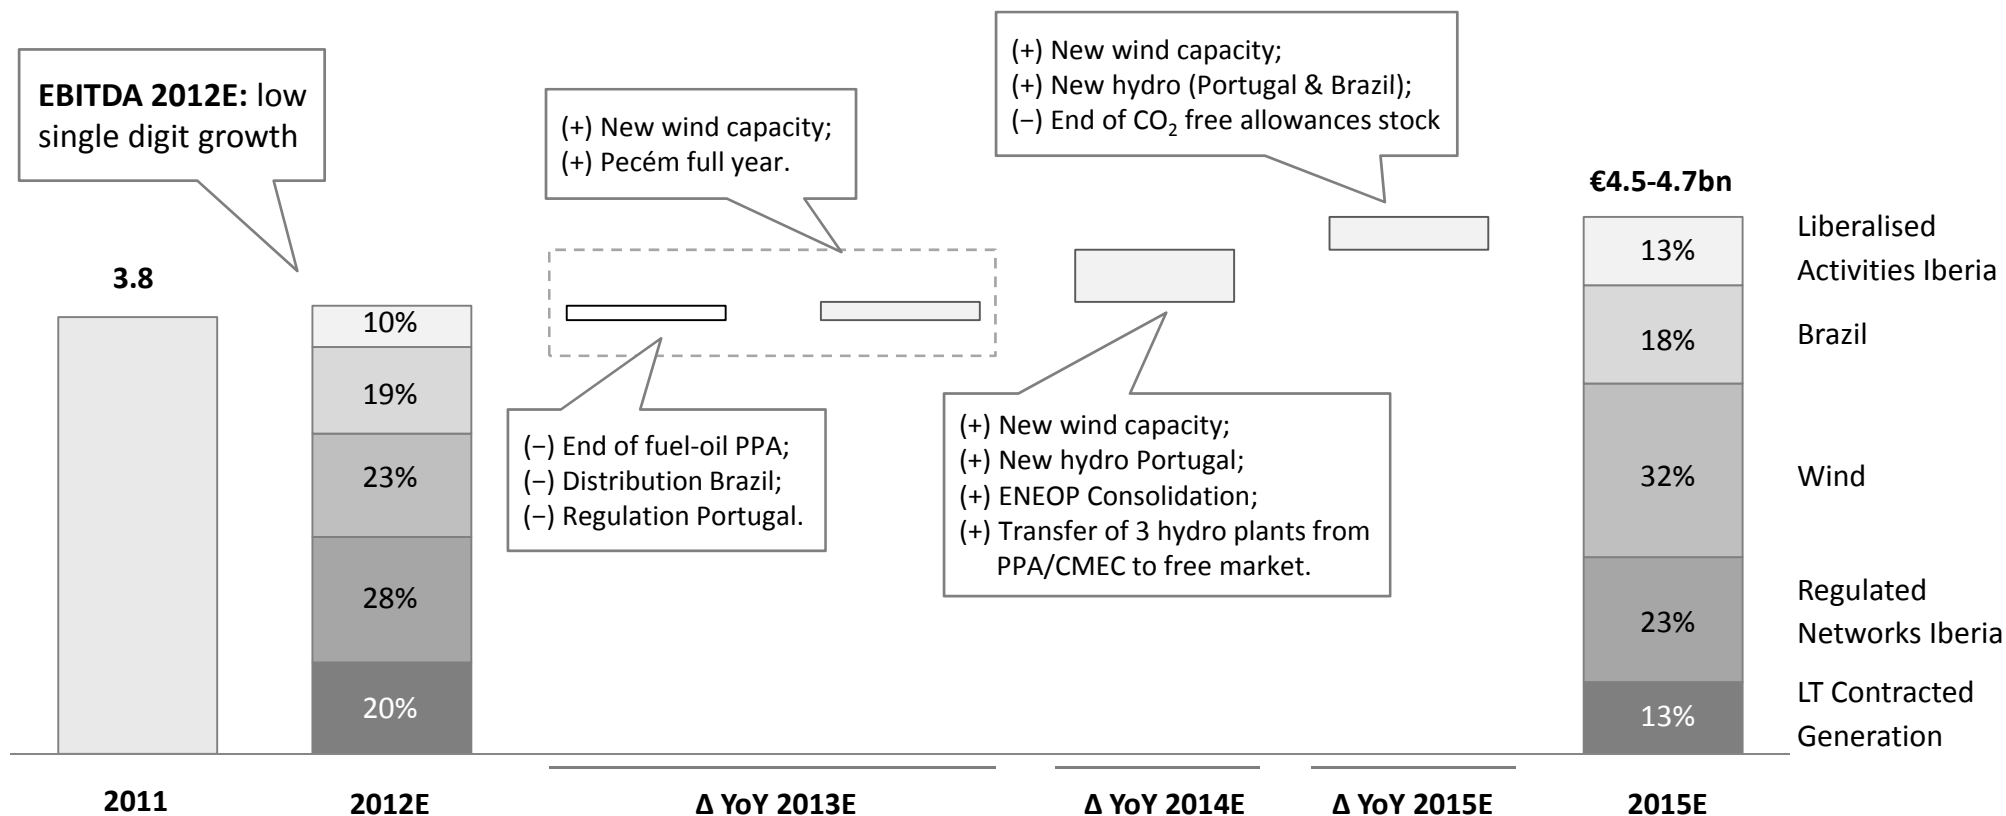 EBITDA 2012E: low
single digit growth
(+) New wind capacity;
(+) Pecém full year.
(+) New wind capacity;
(+) New hydro (Portugal & Brazil);
(−) End of CO₂ free allowances stock
€4.5-4.7bn
3.8
10%
19%
23%
28%
20%
(−) End of fuel-oil PPA;
(−) Distribution Brazil;
(−) Regulation Portugal.
(+) New wind capacity;
(+) New hydro Portugal;
(+) ENEOP Consolidation;
(+) Transfer of 3 hydro plants from
PPA/CMEC to free market.
13%
18%
32%
23%
13%
Liberalised
Activities Iberia
Brazil
Wind
Regulated
Networks Iberia
LT Contracted
Generation
2011
2012E
Δ YoY 2013E
Δ YoY 2014E
Δ YoY 2015E
2015E